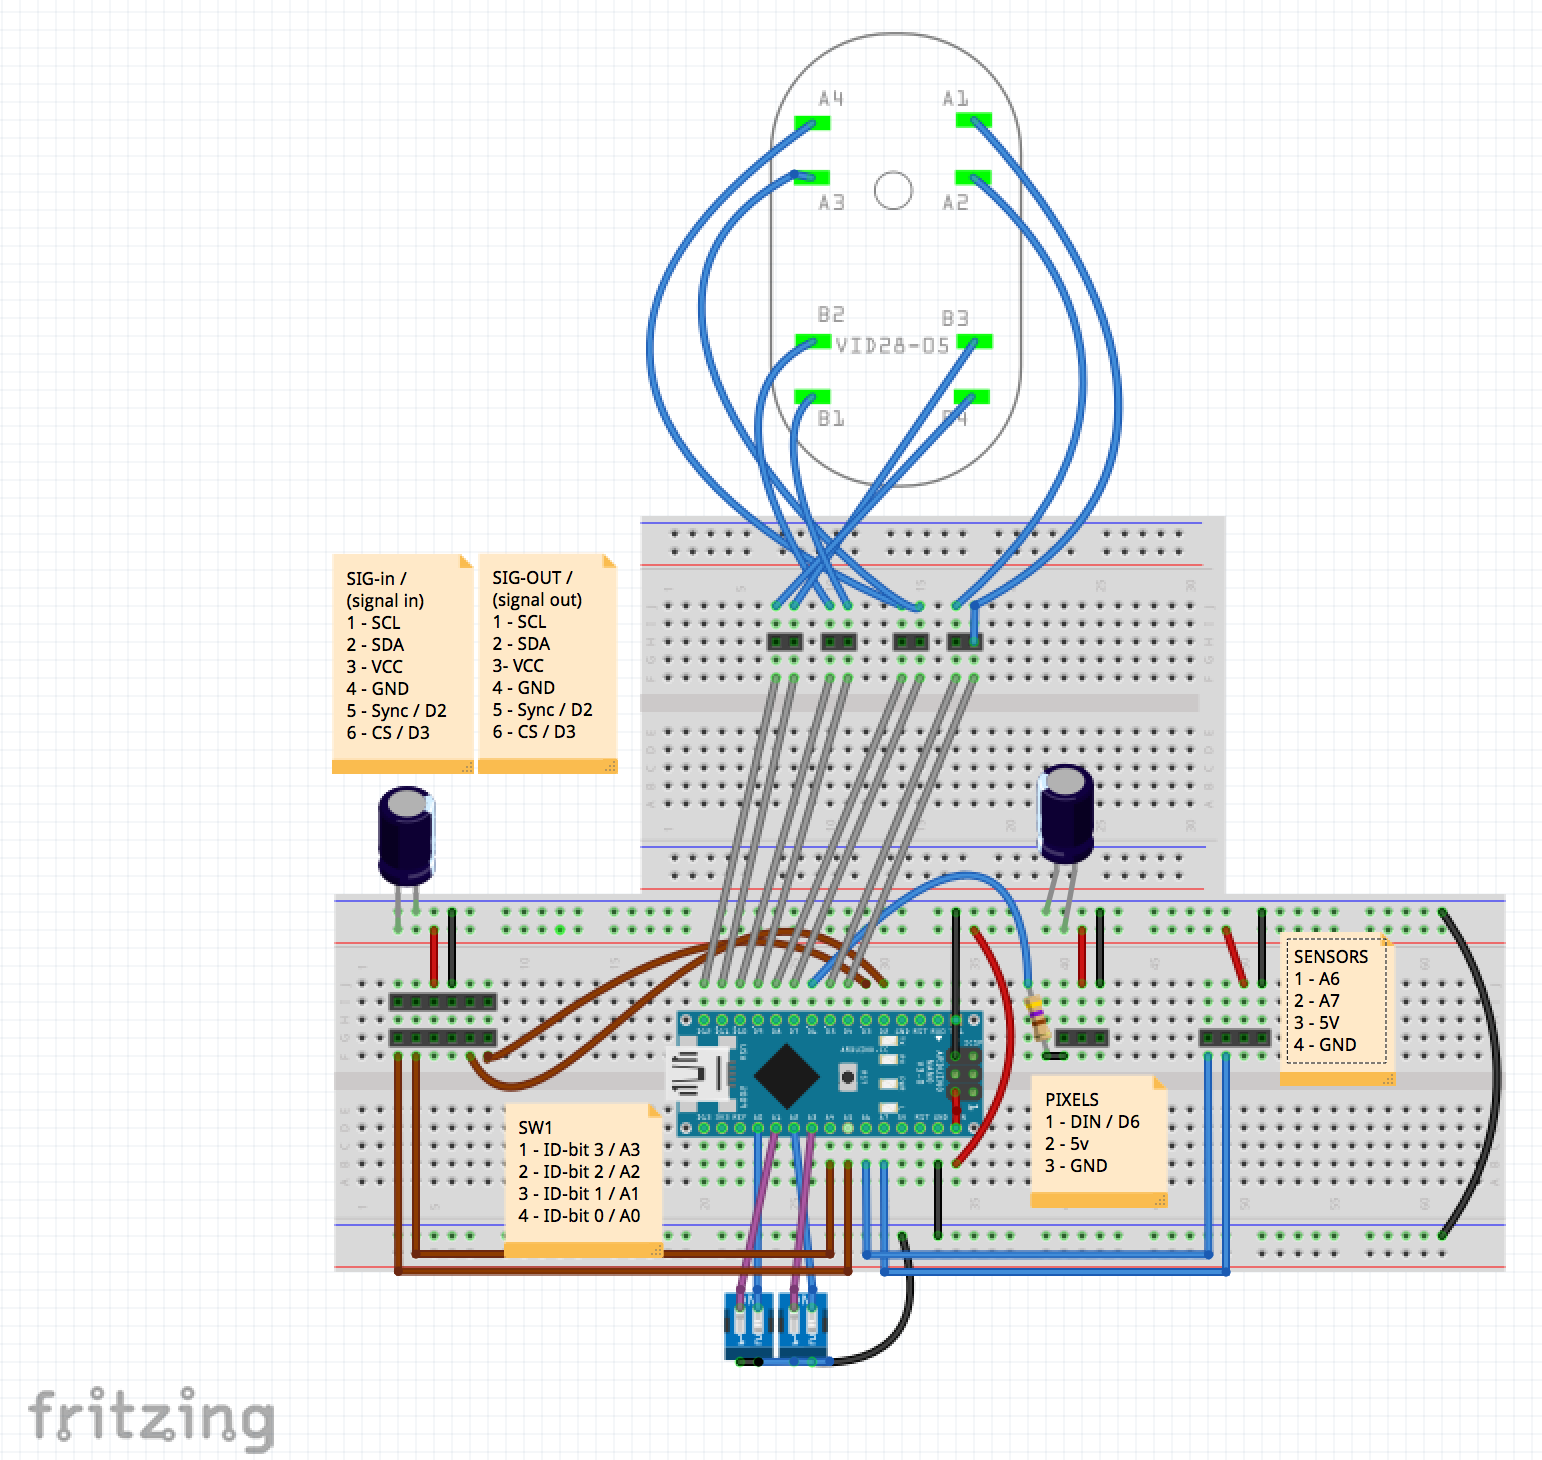 A4 A1
A3 A2
B2 B3
VID28-05
B1
SIG-in /
(signal in)
1 - SCL
2 - SDA
3 - VCC
4 - GND
5 - Sync / D2
6 - CS / D3
SIG-OUT /
(signal out)
1 - SCL
2 - SDA
3- VCC
4 - GND
5 - Sync / D2
6 - CS / D3
SENSORS
1 - A6
2 - A7
3 - 5V
4 - GND
SW1
1 - ID-bit 3 / A3
2 - ID-bit 2 / A2
3 - ID-bit 1 / A1
4 - ID-bit 0 / A0
PIXELS
1 - DIN / D6
2 - 5v
3 - GND
fritzing